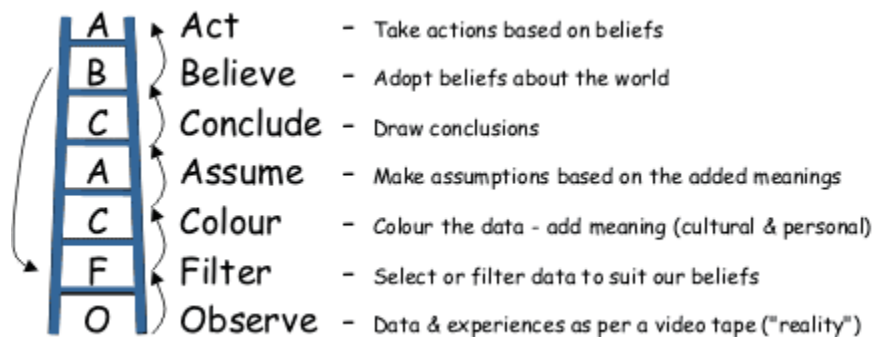 A Act - Take actions based on beliefs
B Believe - Adopt beliefs about the world
C Conclude - Draw conclusions
A Assume - Make assumptions based on the added meanings
C Colour - Colour the data - add meaning (cultural & personal)
F Filter - Select or filter data to suit our beliefs
O Observe - Data & experiences as per a video tape ("reality")